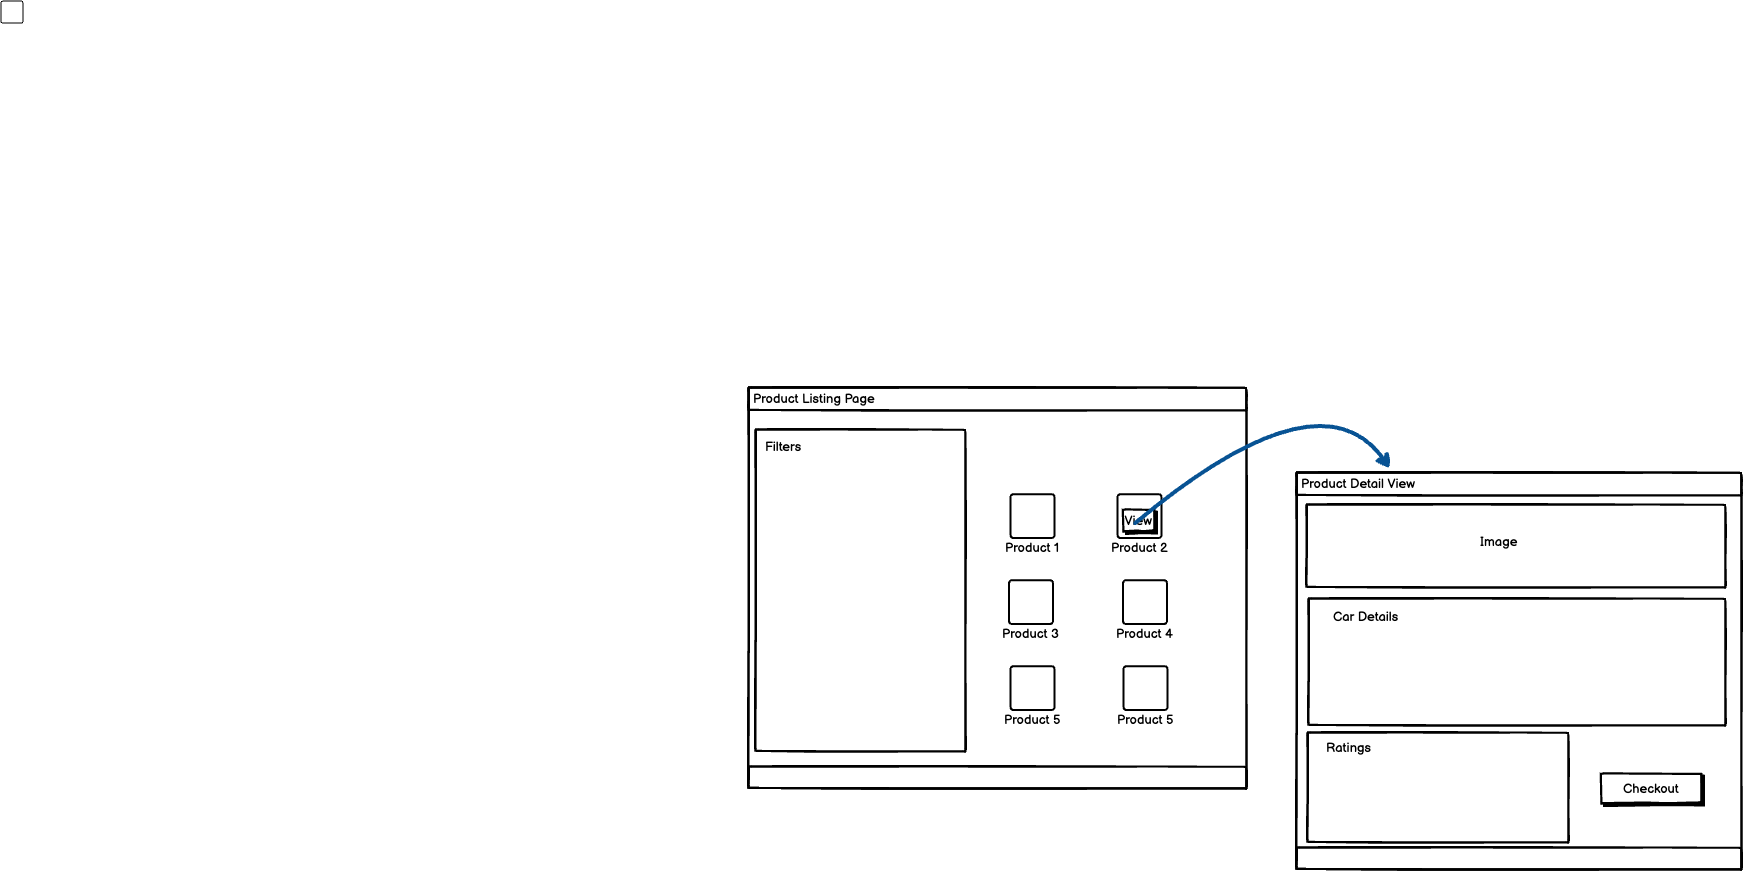 Product Listing Page
Filters
View
Product 1
Product 2
Product 3
Product 4
Product 5
Product 5
Product Detail View
Image
Car Details
Ratings
Checkout